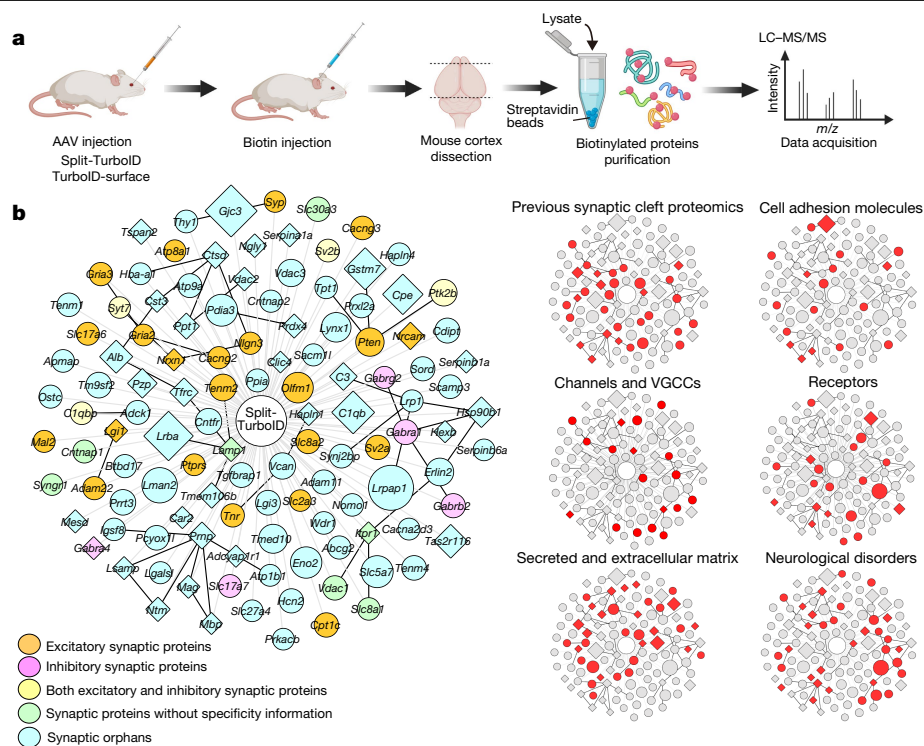 a
AAV injection
Split-TurboID
TurboID-surface
Biotin injection
Mouse cortex
dissection
Lysate
Streptavidin
beads
Biotinylated proteins
purification
LC–MS/MS
Intensity
m/z
Data acquisition
b
Gjc3
Syp
Slc30a3
Thy1
Tspan2
Serpina1a
Cacng3
Atp8a1
Ctsd
Ngly1
Sv2b
Hapln4
Gria3
Hba-a1
Atp9a
Vdac2
Vdac3
Gstm7
Tpt1
Cpe
Ptk2b
Tenm1
Syt7
Cst3
Cntnap2
Prxl2a
Pdia3
Ppt1
Prdx4
Lynx1
Slc17a6
Gria2
Nlgn3
Pten
Nrcam
Cdipt
Apmap
Alb
Nrxn1
Cacng2
Clic4
Sacm1l
Sord
Serpinb1a
Ostc
Tm9sf2
Pzp
Tfrc
Tenm2
Ppia
Olfm1
C3
Gabrg2
Scamp3
Lrp1
C1qbp
Adck1
Cntfr
Split-
TurboID
Hapln1
C1qb
Hsp90b1
Mal2
Lgi1
Lrba
Lamp1
Slc8a2
Gabra1
Hexb
Cntnap1
Btbd17
Ptprs
Synj2bp
Sv2a
Serpinb6a
Syngr1
Adam22
Lman2
Tgfbrap1
Vcan
Adam11
Lrpap1
Erlin2
Prrt3
Tmem106b
Lgi3
Slc2a3
Nomo1
Gabrb2
Mesd
Igsf8
Car2
Tnr
Wdr1
Itpr1
Cacna2d3
Pcyox1l
Prnp
Tmed10
Abcg2
Tas2r116
Gabra4
Adcyap1r1
Lsamp
Lgalsl
Atp1b1
Eno2
Slc5a7
Tenm4
Mag
Slc17a7
Hcn2
Vdac1
Ntm
Mbp
Slc27a4
Slc8a1
Cpt1c
Prkacb
Excitatory synaptic proteins
Inhibitory synaptic proteins
Both excitatory and inhibitory synaptic proteins
Synaptic proteins without specificity information
Synaptic orphans
Previous synaptic cleft proteomics
Cell adhesion molecules
Channels and VGCCs
Receptors
Secreted and extracellular matrix
Neurological disorders